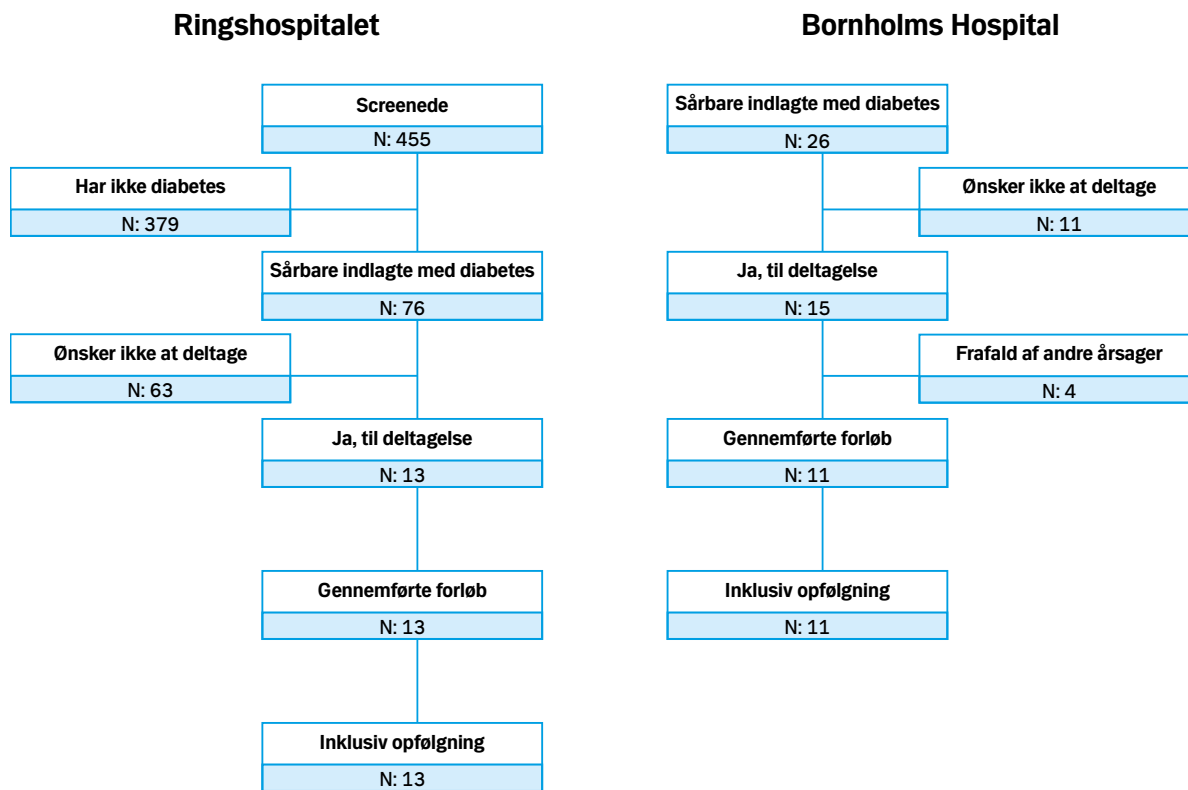 Ringshospitalet
Screenede
N: 455
Har ikke diabetes
N: 379
Sårbare indlagte med diabetes
N: 76
Ønsker ikke at deltage
N: 63
Ja, til deltagelse
N: 13
Gennemførte forløb
N: 13
Inklusiv opfølgning
N: 13
Bornholms Hospital
Sårbare indlagte med diabetes
N: 26
Ønsker ikke at deltage
N: 11
Ja, til deltagelse
N: 15
Frafald af andre årsager
N: 4
Gennemførte forløb
N: 11
Inklusiv opfølgning
N: 11